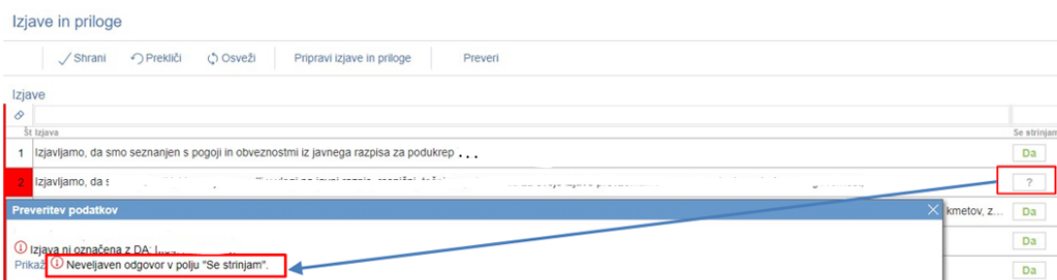 Izjave in priloge
Shrani Prekliči Osveži Pripravi izjave in priloge Preveri
Izjave
Št Izjava Se strinjam
1 Izjavljamo, da smo seznanjen s pogoji in obveznostmi iz javnega razpisa za podukrep ... Da
2 Izjavljamo, da s ?
Preveritev podatkov kmetov, z... Da
Izjava ni označena z DA: Da
Prikaž Neveljaven odgovor v polju "Se strinjam". Da